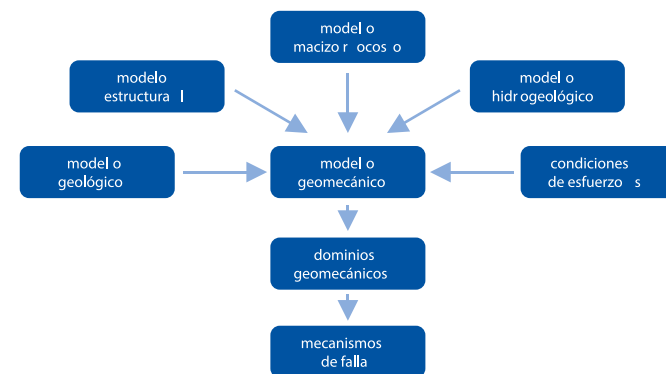 model o
macizo r ocos o
modelo
estructura l
model o
hidr ogeológico
model o
geológico
model o
geomecánico
condiciones
de esfuerzo s
dominios
geomecánicos
mecanismos
de falla